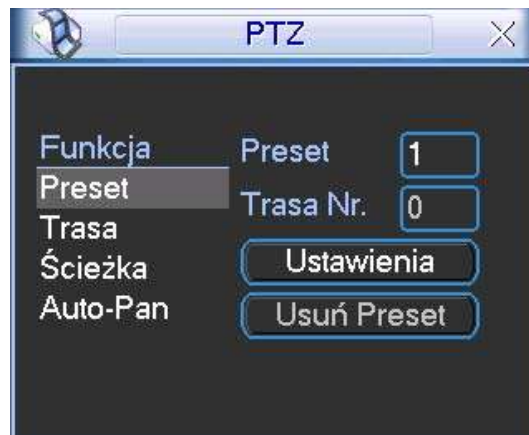 PTZ
Funkcja
Preset
Trasa
Ścieżka
Auto-Pan
Preset 1
Trasa Nr. 0
Ustawienia
Usuń Preset